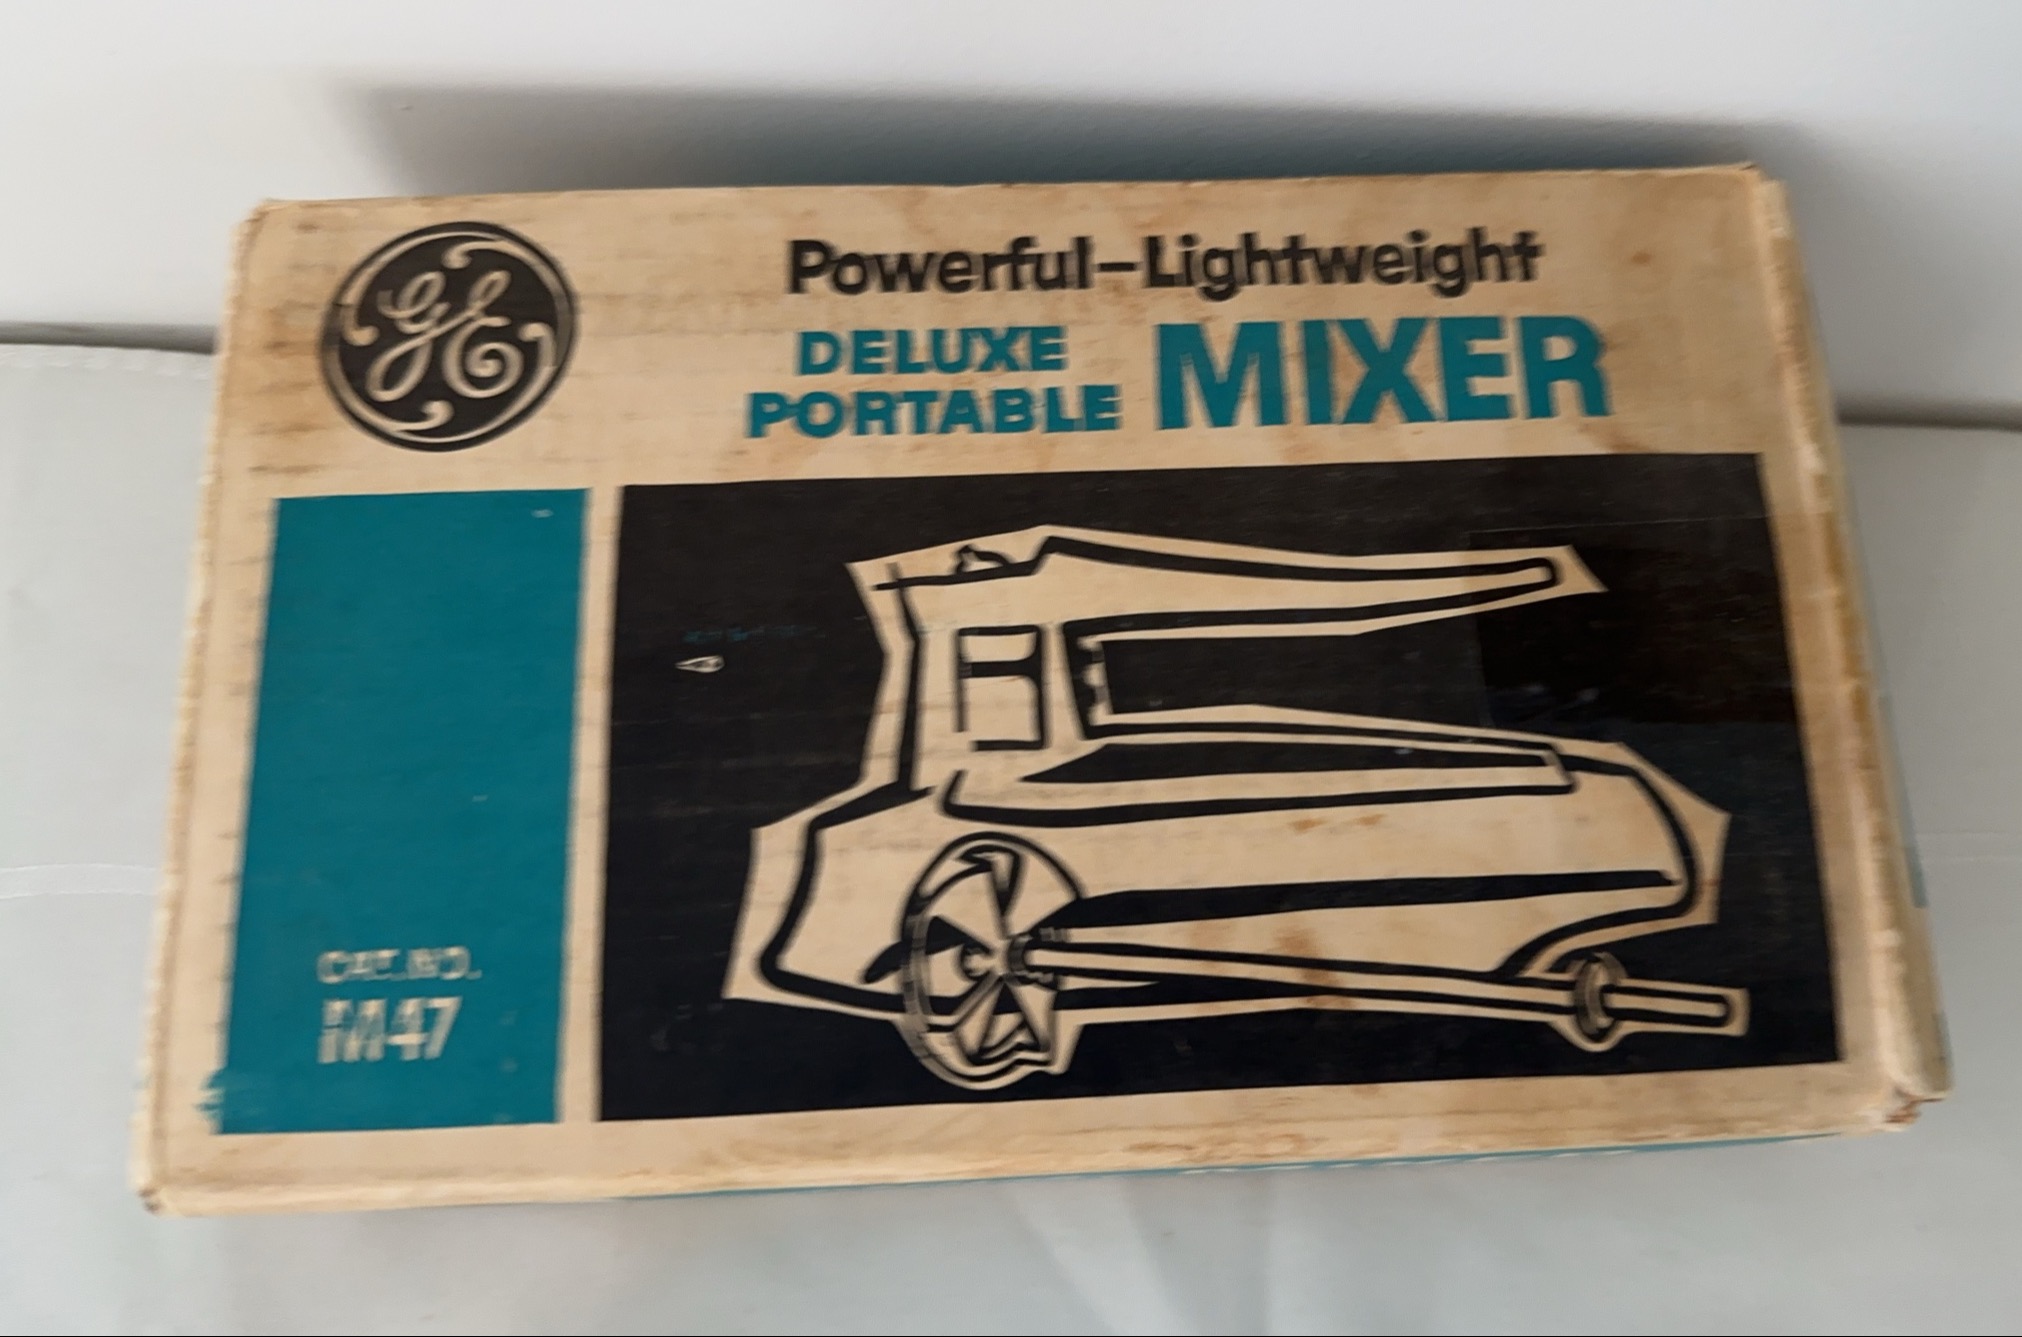 GE
Powerful-Lightweight
DELUXE
PORTABLE MIXER
CAT. NO.
M47